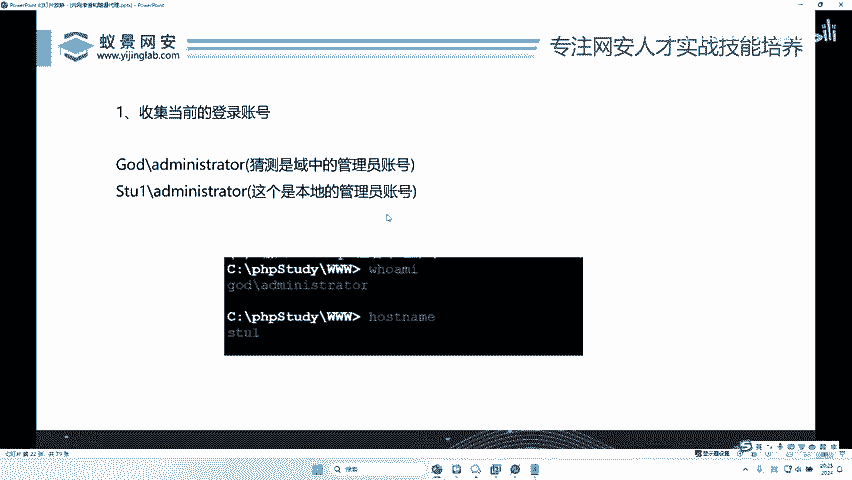 蚁景网安
www.yijinglab.com
专注网安人才实战技能培养
1、收集当前的登录账号
God\administrator(猜测是域中的管理员账号)
Stu1\administrator(这个是本地的管理员账号)
C:\phpStudy\WWW> whoami
god\administrator
C:\phpStudy\WWW> hostname
stu1
搜索